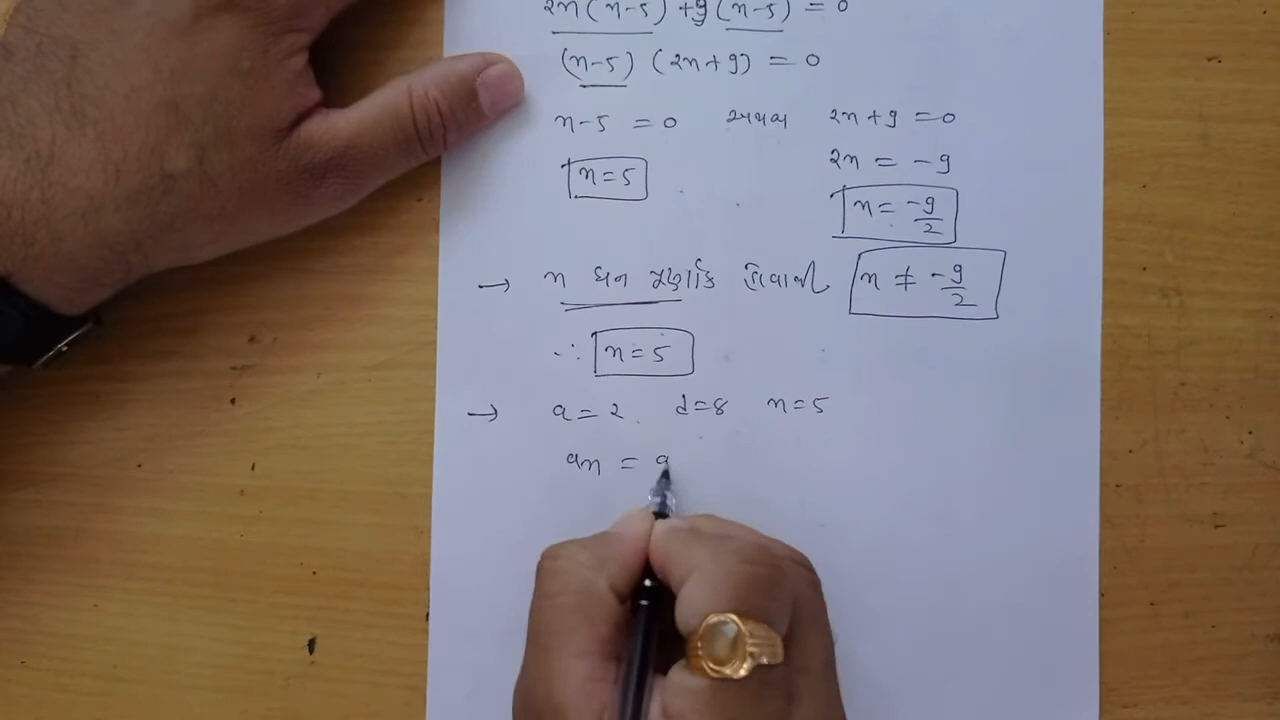 2n(n-5) +9(n-5) = 0
(n-5) (2n+9) = 0
n-5 = 0 અથવા 2n+9 = 0
n=5 2n = -9
n = -9/2
→ n ધન પૂર્ણાંક હોવાથી n ≠ -9/2
∴ n=5
→ a=2 d=8 n=5
an = a